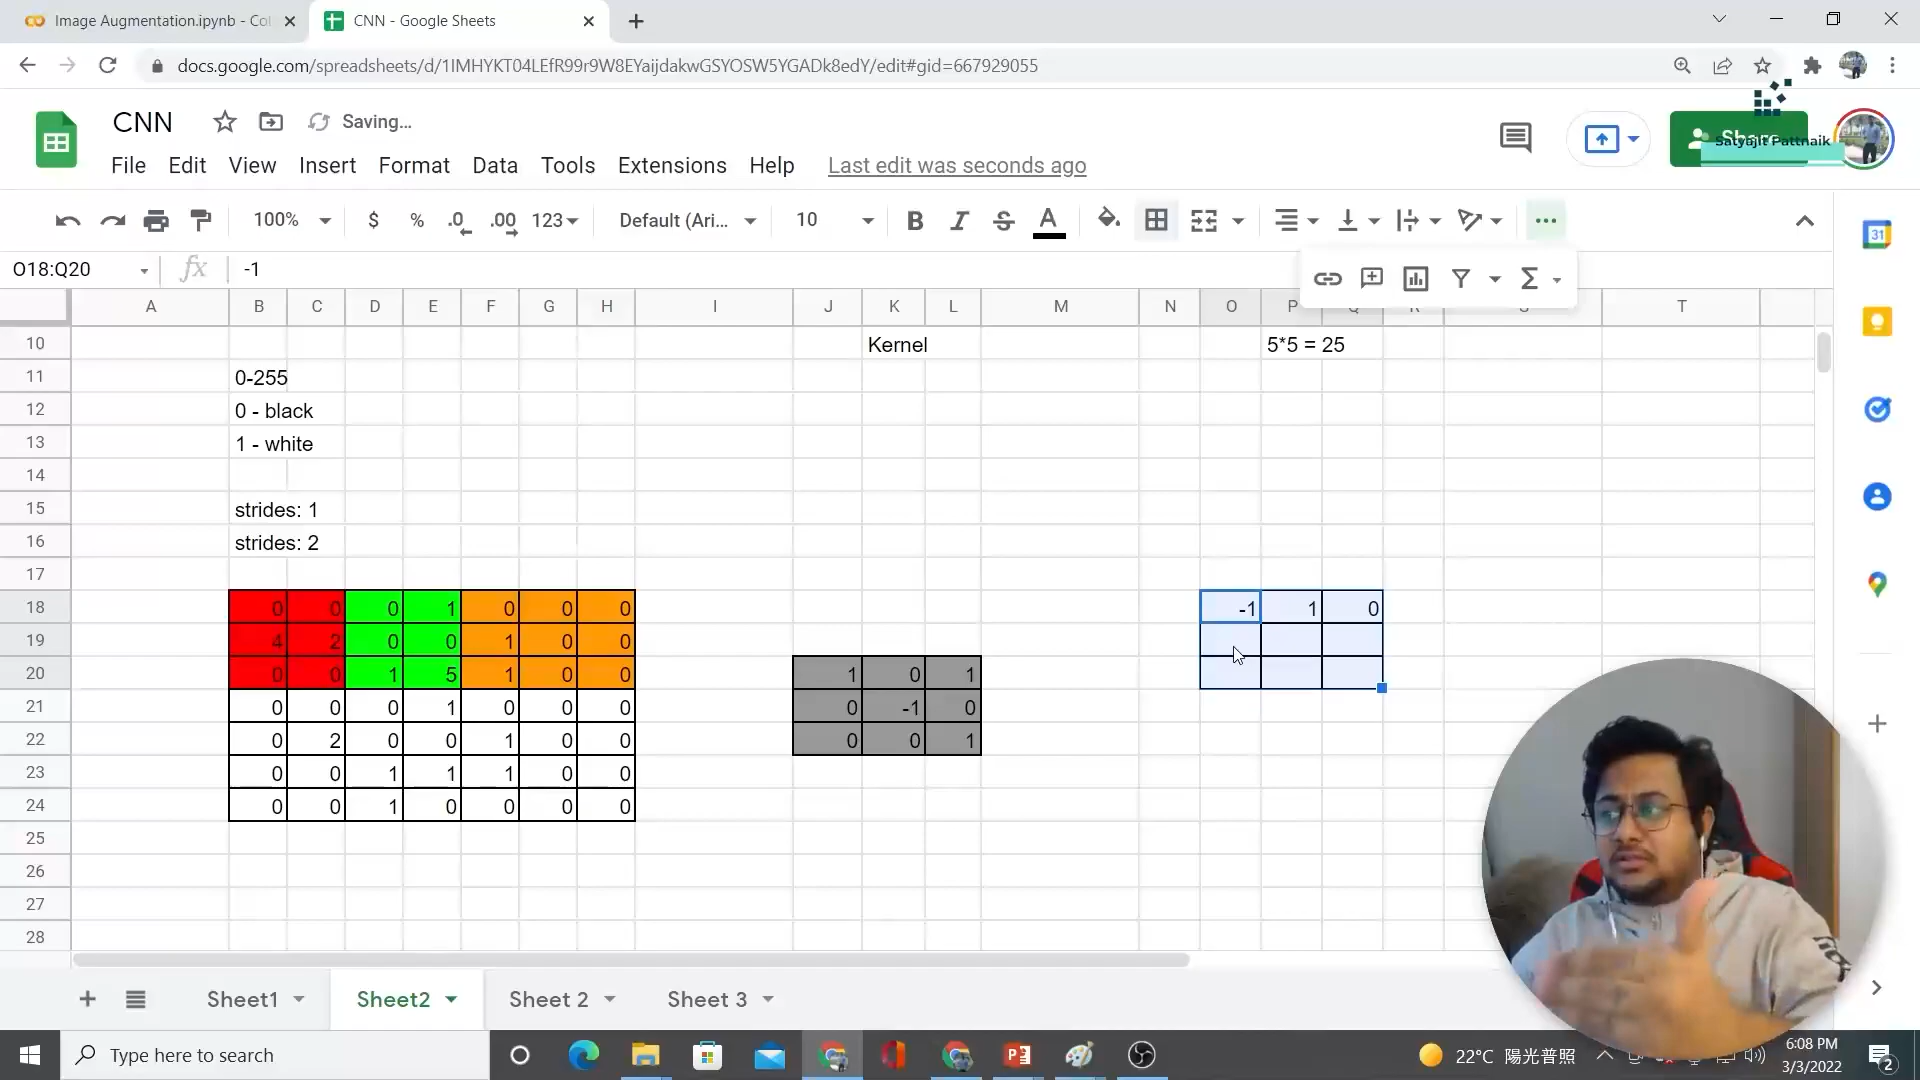 Image Augmentation.ipynb - Co
CNN - Google Sheets
docs.google.com/spreadsheets/d/1IMHYKT04LEfR99r9W8EYaijdakwGSYOSW5YGADk8edY/edit#gid=667929055
CNN
Saving…
Share
Satyajit Pattnaik
File Edit View Insert Format Data Tools Extensions Help Last edit was seconds ago
100% $ % .0 .00 123 Default (Ari... 10 B I S A
31
O18:Q20 fx -1
A B C D E F G H I J K L M N O P Q R S T
10 Kernel 5*5 = 25
11 0-255
12 0 - black
13 1 - white
14
15 strides: 1
16 strides: 2
17
18 0 0 0 1 0 0 0 -1 1 0
19 4 2 0 0 1 0 0
20 0 0 1 5 1 0 0 1 0 1
21 0 0 0 1 0 0 0 0 -1 0
22 0 2 0 0 1 0 0 0 0 1
23 0 0 1 1 1 0 0
24 0 0 1 0 0 0 0
25
26
27
28
Sheet1 Sheet2 Sheet 2 Sheet 3
Type here to search
22°C 陽光普照
6:08 PM
3/3/2022
2